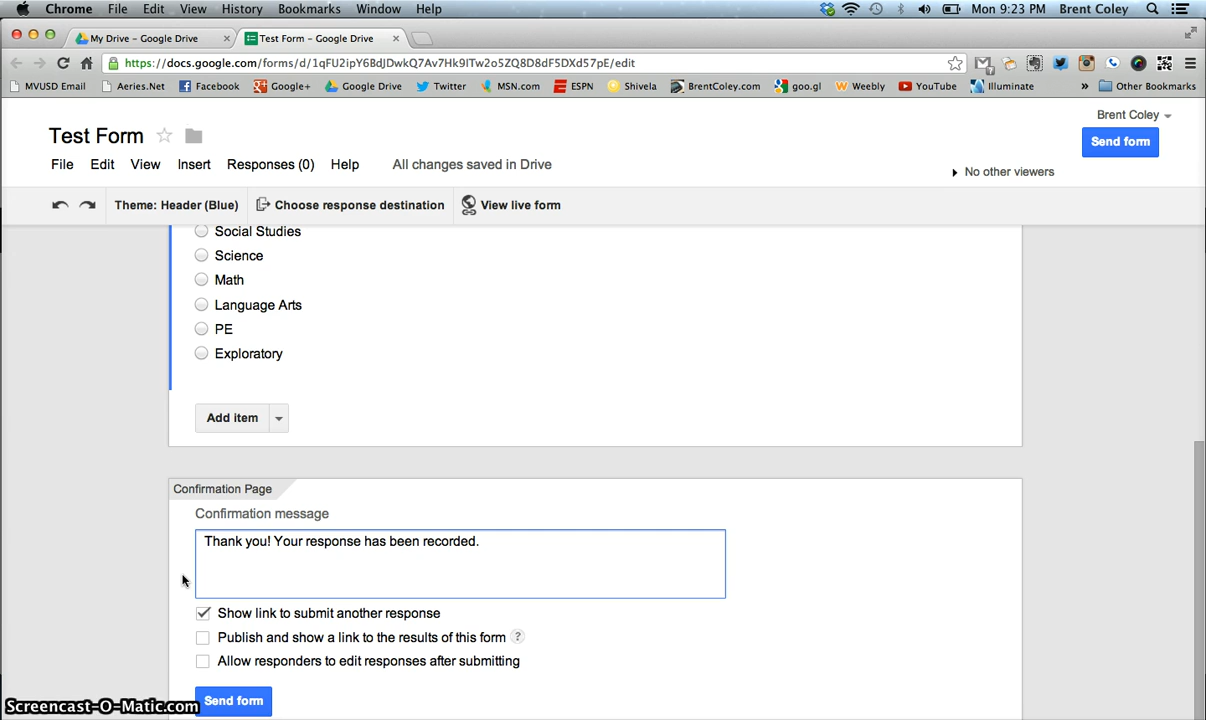 Chrome File Edit View History Bookmarks Window Help Mon 9:23 PM Brent Coley
My Drive – Google Drive × Test Form – Google Drive ×
https://docs.google.com/forms/d/1qFU2ipY6BdJDwkQ7Av7Hk9lTw2o5ZQ8D8dF5DXd57pE/edit
MVUSD Email Aeries.Net Facebook Google+ Google Drive Twitter MSN.com ESPN Shivela BrentColey.com goo.gl Weebly YouTube Illuminate » Other Bookmarks
Brent Coley
Test Form
Send form
File Edit View Insert Responses (0) Help All changes saved in Drive
No other viewers
Theme: Header (Blue) Choose response destination View live form
Social Studies
Science
Math
Language Arts
PE
Exploratory
Add item
Confirmation Page
Confirmation message
Thank you! Your response has been recorded.
Show link to submit another response
Publish and show a link to the results of this form ?
Allow responders to edit responses after submitting
Send form
Screencast-O-Matic.com